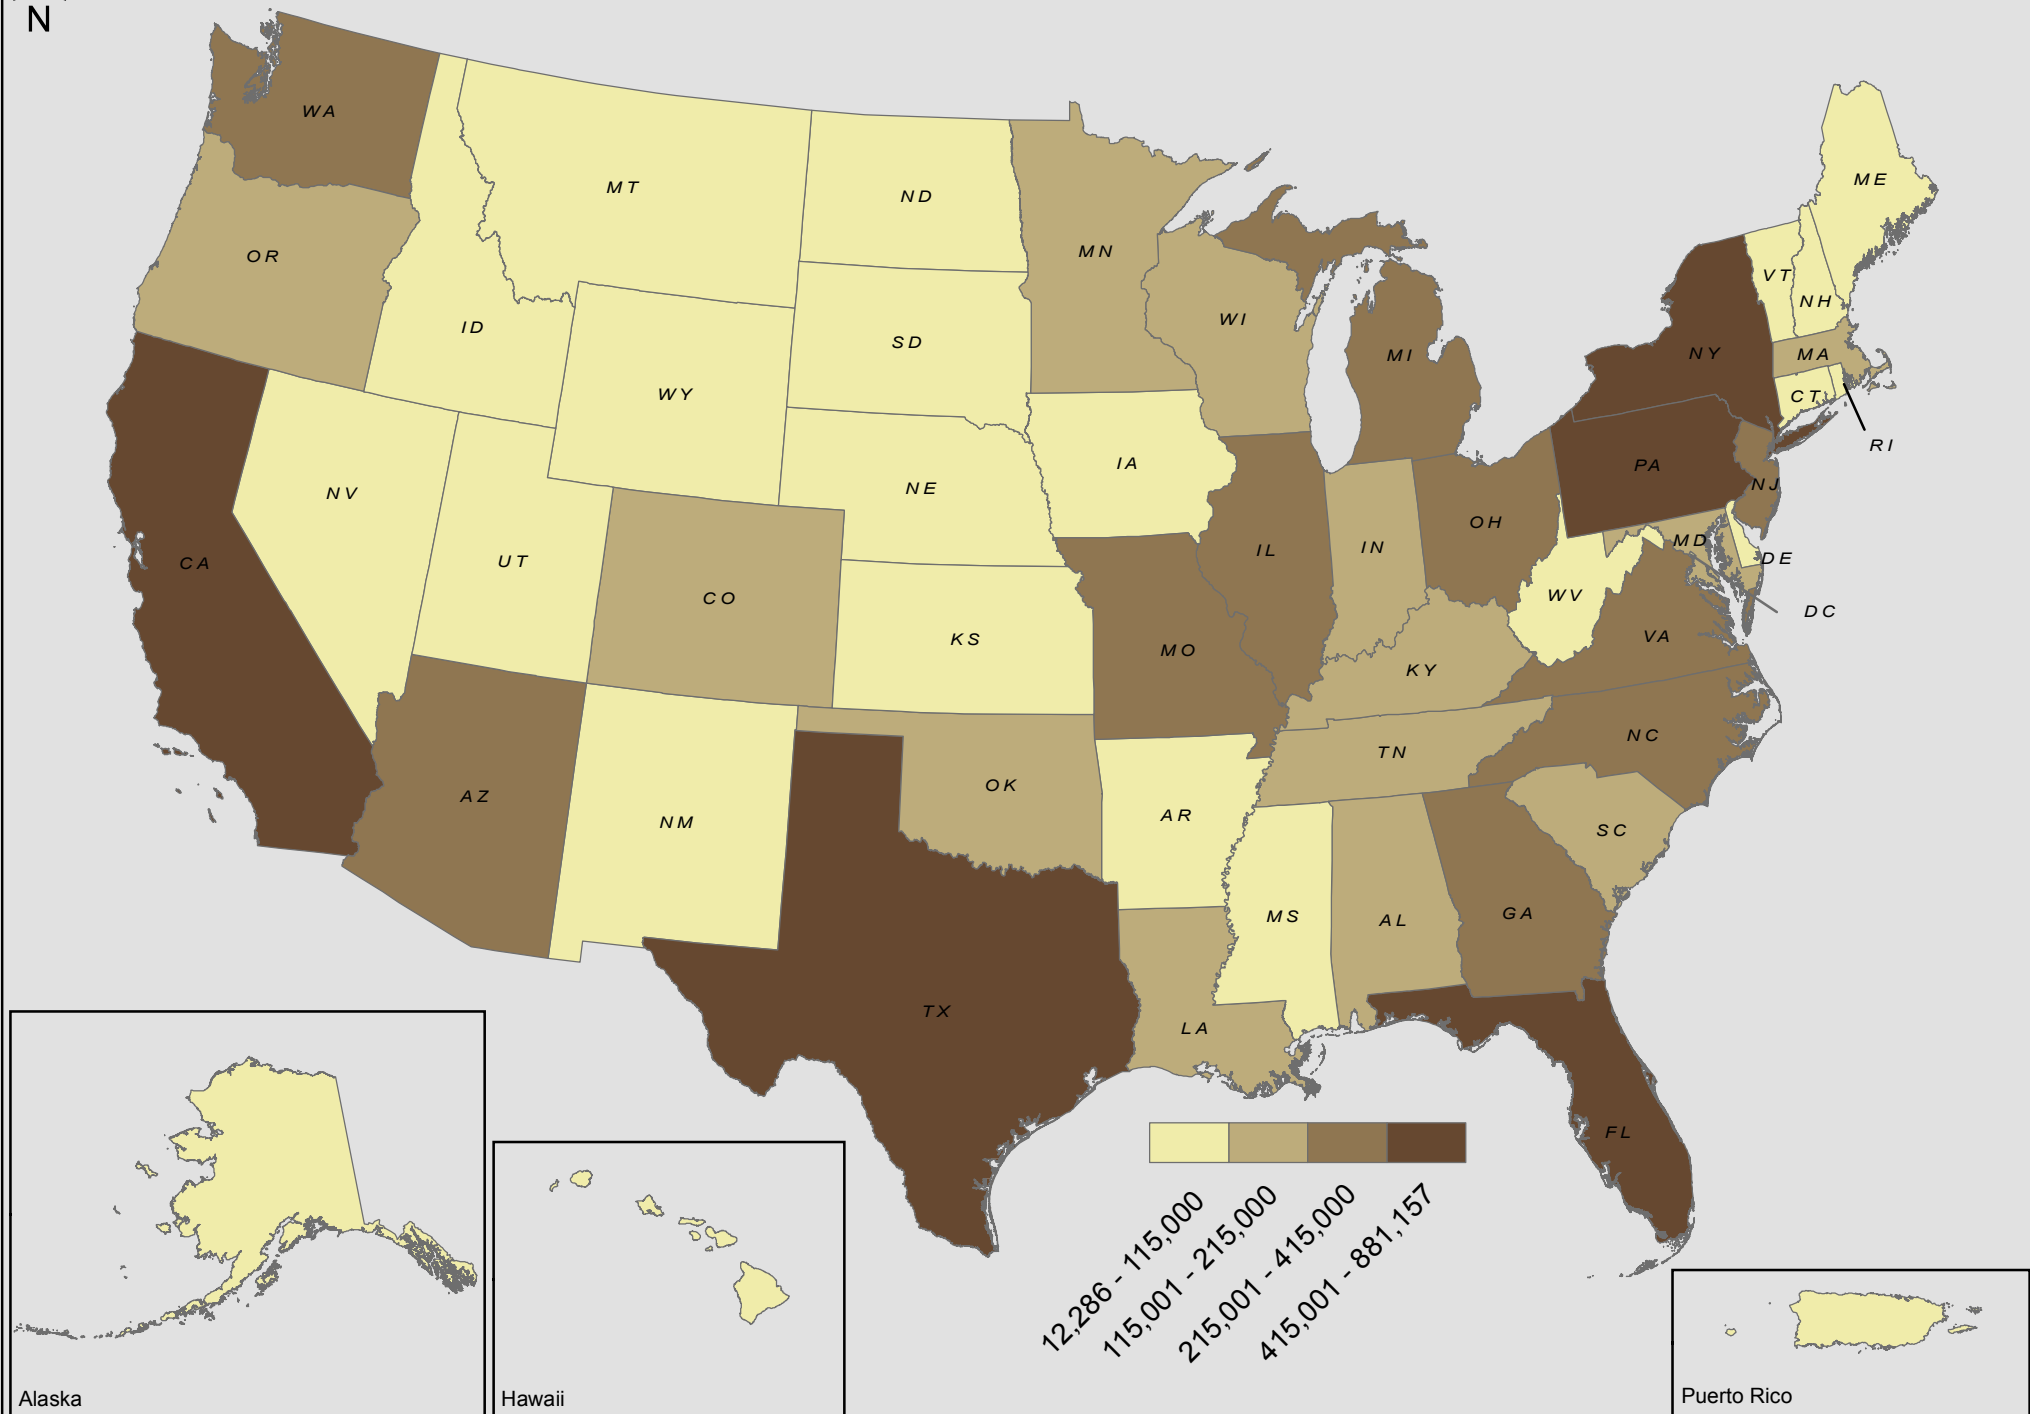 N
WA
MT
ND
ME
OR
MN
VT
NH
ID
WI
SD
MI
NY
MA
WY
CT
RI
IA
PA
NV
NE
NJ
OH
CA
UT
IL
IN
MD
DE
CO
WV
DC
KS
VA
MO
KY
NC
TN
AZ
OK
NM
AR
SC
MS
AL
GA
TX
LA
FL
12,286 - 115,000
115,001 - 215,000
215,001 - 415,000
415,001 - 881,157
Alaska
Hawaii
Puerto Rico